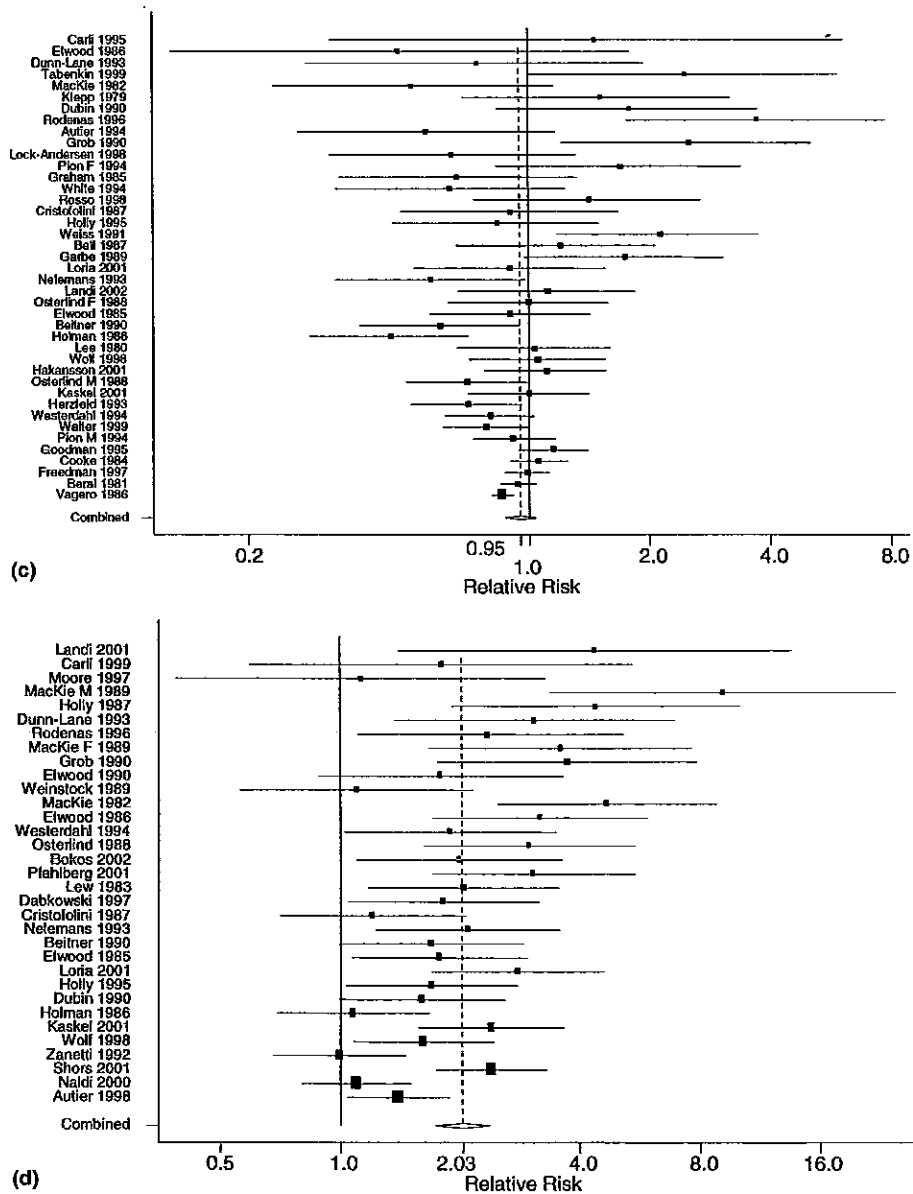 Carli 1995
Elwood 1986
Dunn-Lane 1993
Tabenkin 1999
MacKie 1982
Klepp 1979
Dubin 1990
Rodenas 1996
Autier 1994
Grob 1990
Lock-Andersen 1998
Pion F 1994
Graham 1985
White 1994
Rosso 1998
Cristofolini 1987
Holly 1995
Weiss 1991
Bell 1987
Garbe 1989
Loria 2001
Nelemans 1993
Landi 2002
Osterlind F 1988
Elwood 1985
Beitner 1990
Holman 1986
Lee 1980
Wolf 1998
Hakansson 2001
Osterlind M 1988
Kaskel 2001
Herzfeld 1993
Westerdahl 1994
Walter 1999
Pion M 1994
Goodman 1995
Cooke 1984
Freedman 1997
Beral 1981
Vagero 1986
Combined
0.2 0.95 1.0 2.0 4.0 8.0
Relative Risk
(c)
Landi 2001
Carli 1999
Moore 1997
MacKie M 1989
Holly 1987
Dunn-Lane 1993
Rodenas 1996
MacKie F 1989
Grob 1990
Elwood 1990
Weinstock 1989
MacKie 1982
Elwood 1986
Westerdahl 1994
Osterlind 1988
Bokos 2002
Pfahlberg 2001
Lew 1983
Dabkowski 1997
Cristofolini 1987
Nelemans 1993
Beitner 1990
Elwood 1985
Loria 2001
Holly 1995
Dubin 1990
Holman 1986
Kaskel 2001
Wolf 1998
Zanetti 1992
Shors 2001
Naldi 2000
Autier 1998
Combined
0.5 1.0 2.03 4.0 8.0 16.0
Relative Risk
(d)